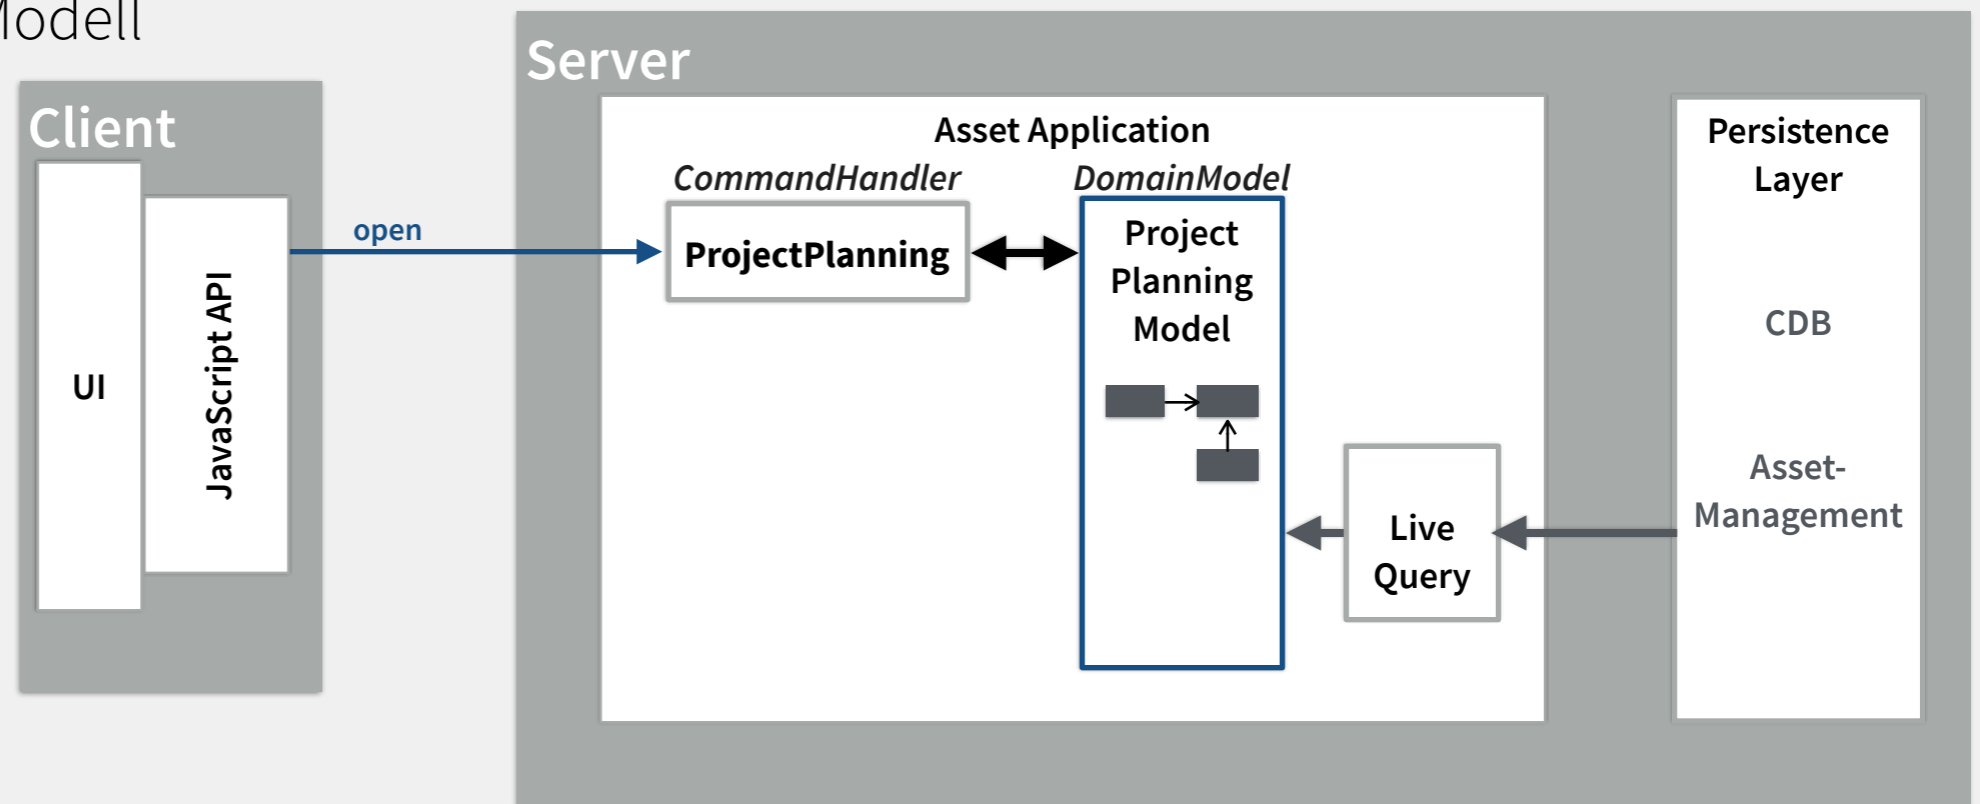 Modell
Server
Client
Asset Application
Persistence
Layer
CommandHandler
DomainModel
open
ProjectPlanning
Project
Planning
Model
UI
JavaScript API
CDB
Asset-
Management
Live
Query